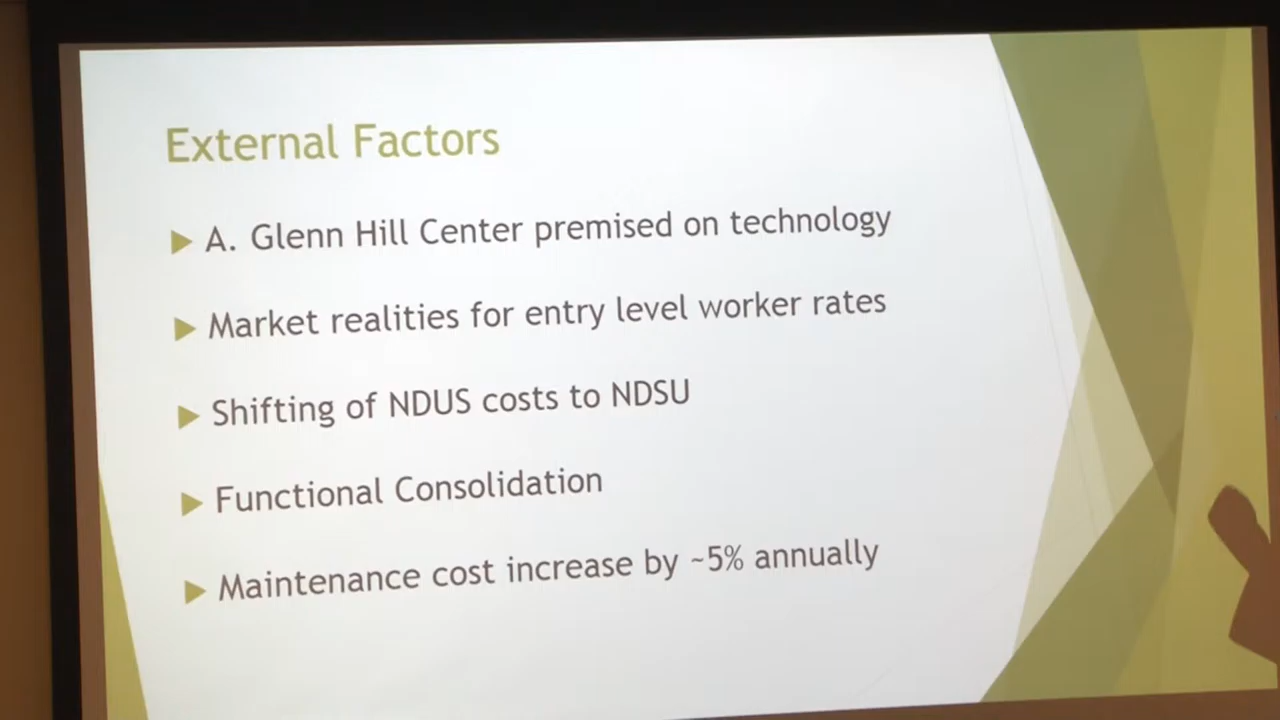 External Factors
A. Glenn Hill Center premised on technology
Market realities for entry level worker rates
Shifting of NDUS costs to NDSU
Functional Consolidation
Maintenance cost increase by ~5% annually